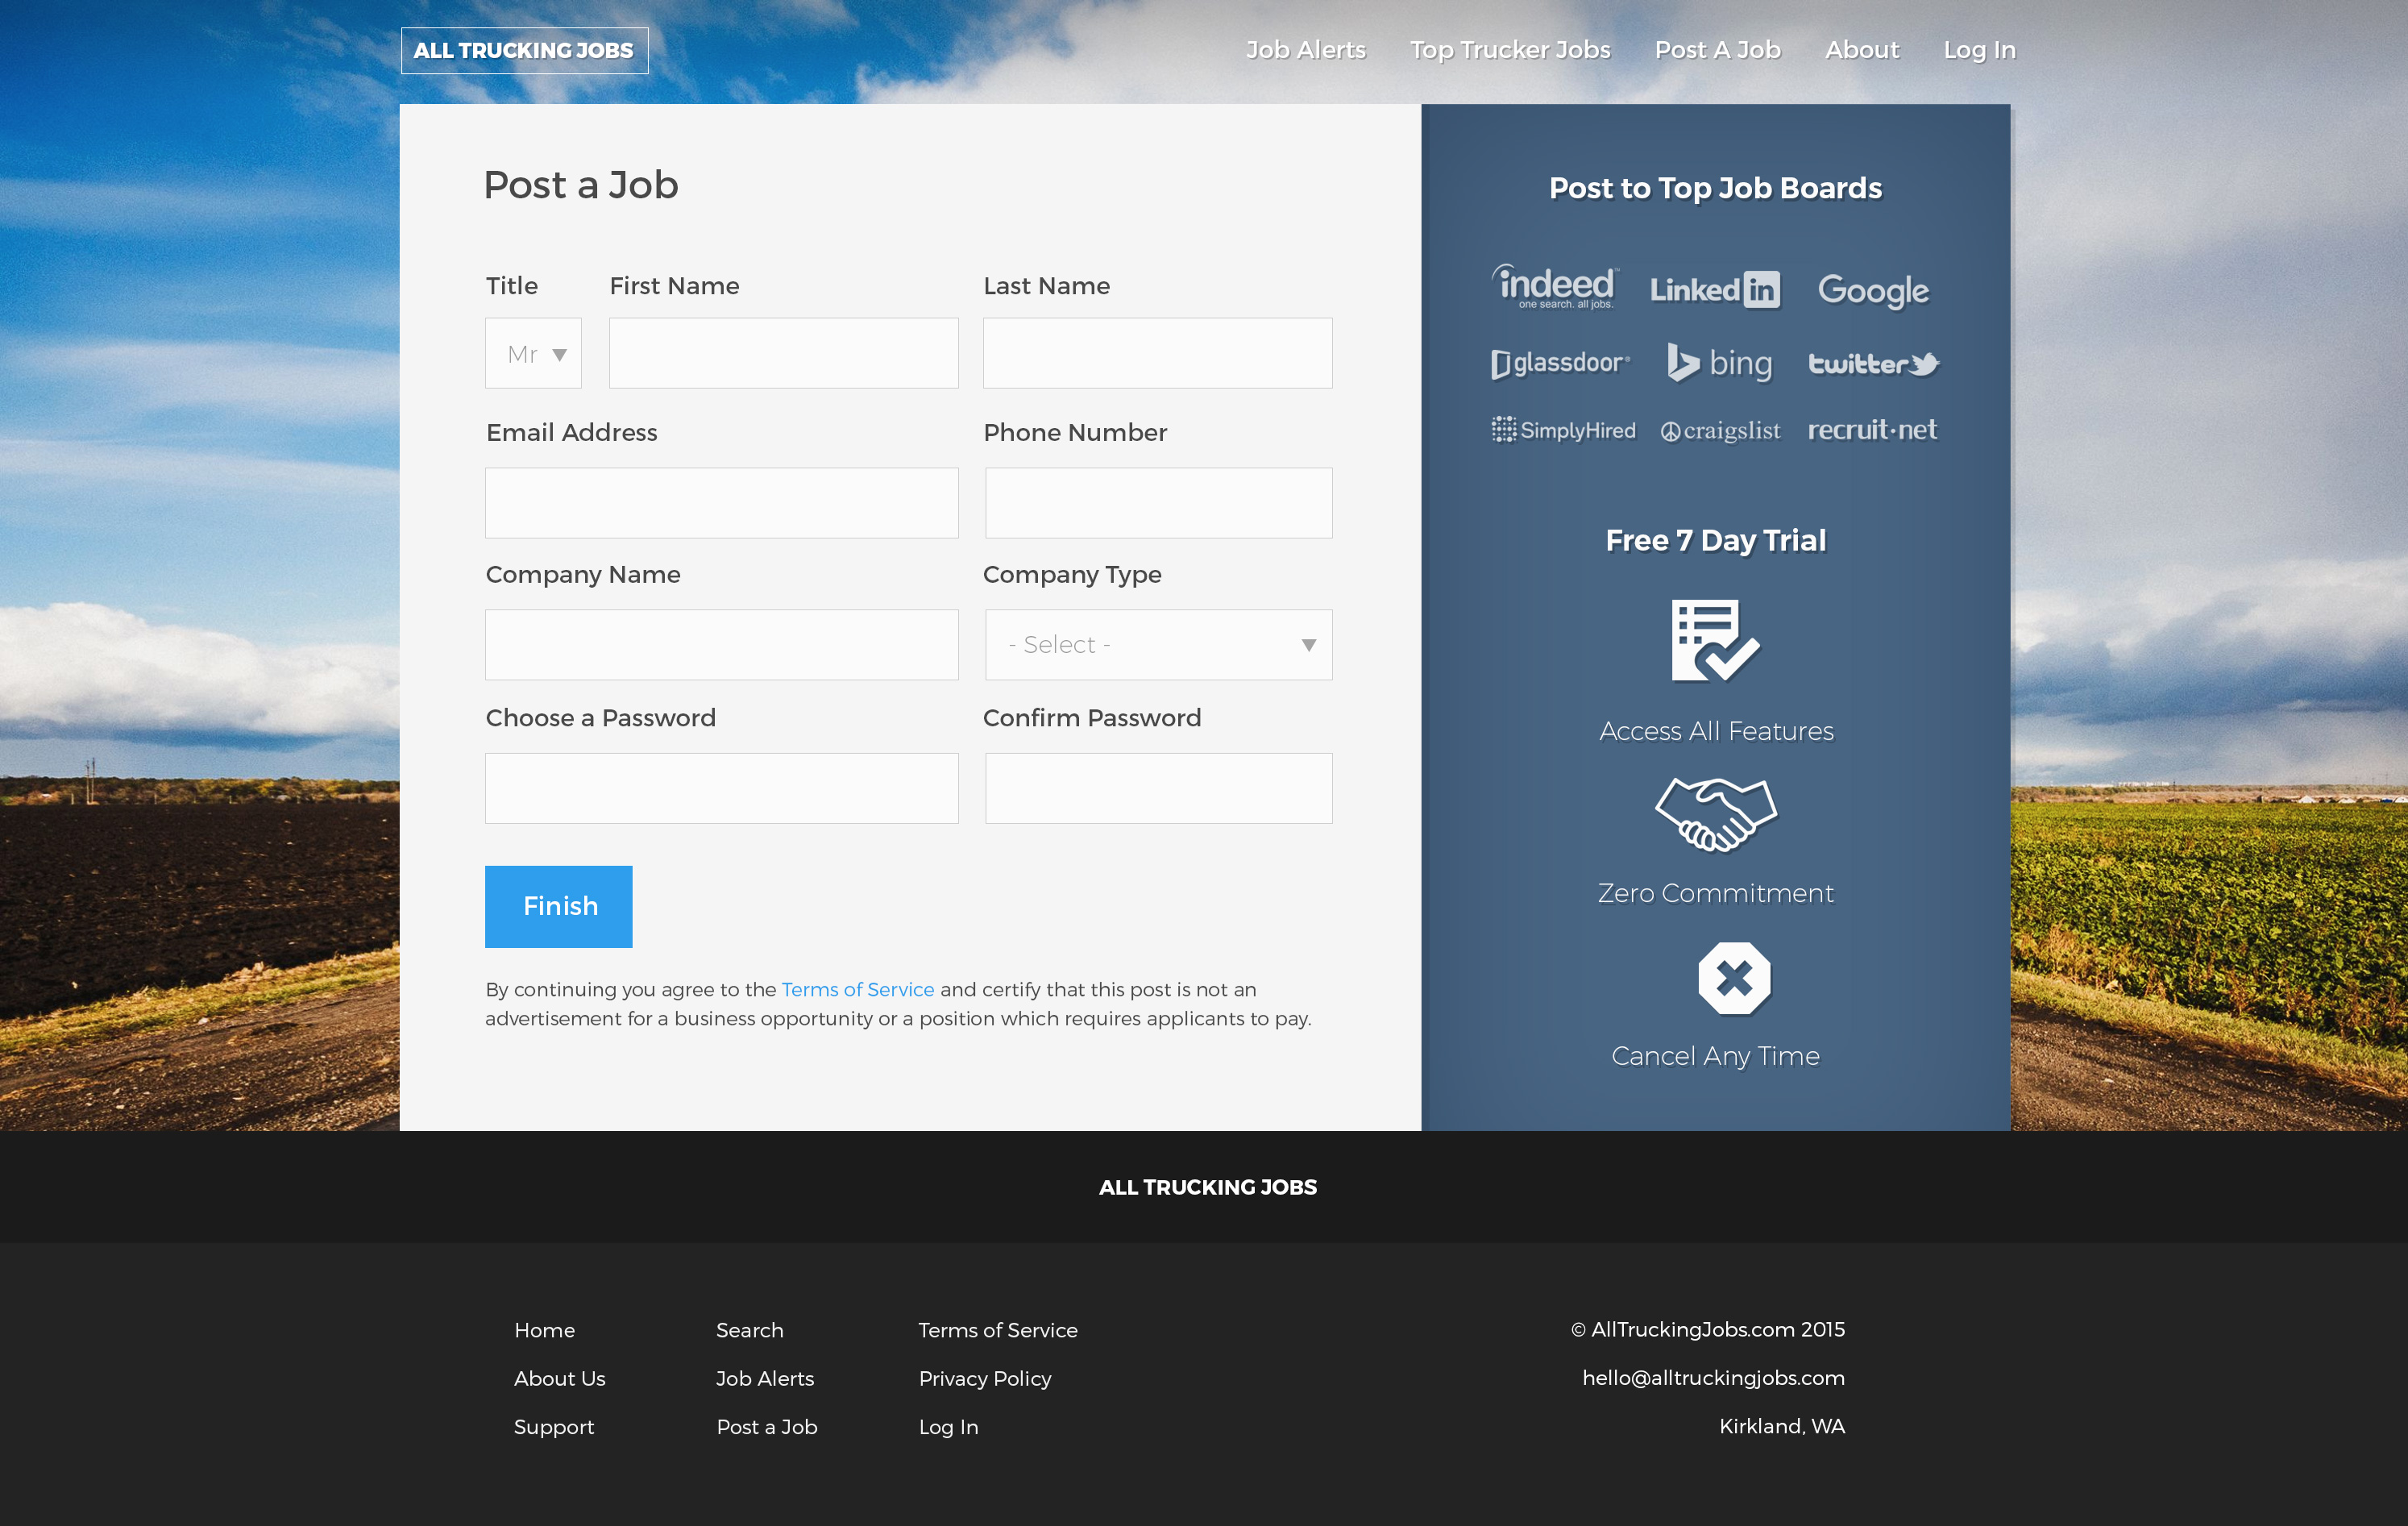 ALL TRUCKING JOBS
Job Alerts Top Trucker Jobs Post A Job About Log In
Post a Job
Title First Name Last Name
Mr
Email Address Phone Number
Company Name Company Type
- Select -
Choose a Password Confirm Password
Finish
By continuing you agree to the Terms of Service and certify that this post is not an
advertisement for a business opportunity or a position which requires applicants to pay.
Post to Top Job Boards
indeed™ Linked in Google
one search. all jobs.
glassdoor® bing twitter
SimplyHired craigslist recruit·net
Free 7 Day Trial
Access All Features
Zero Commitment
Cancel Any Time
ALL TRUCKING JOBS
Home Search Terms of Service © AllTruckingJobs.com 2015
About Us Job Alerts Privacy Policy hello@alltruckingjobs.com
Support Post a Job Log In Kirkland, WA